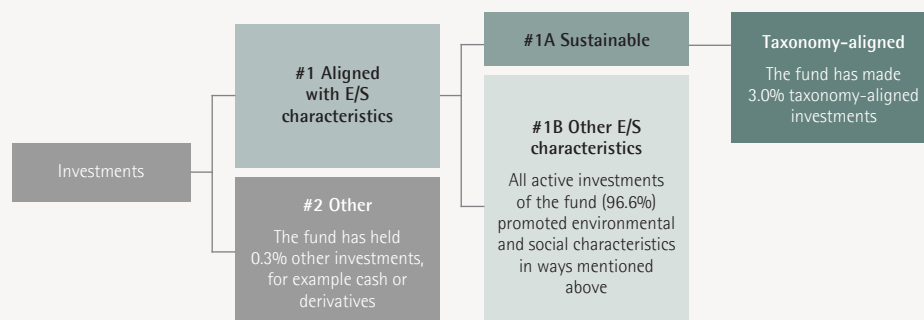 Investments
#1 Aligned
with E/S
characteristics
#2 Other
The fund has held
0.3% other investments,
for example cash or
derivatives
#1A Sustainable
#1B Other E/S
characteristics
All active investments
of the fund (96.6%)
promoted environmental
and social characteristics
in ways mentioned
above
Taxonomy-aligned
The fund has made
3.0% taxonomy-aligned
investments